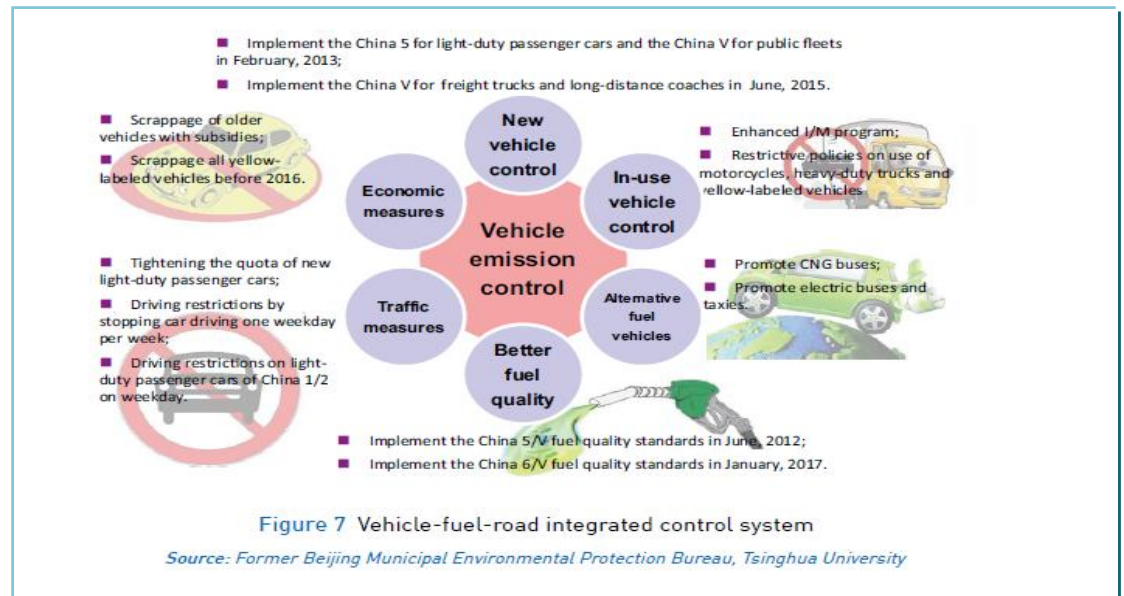 ■ Implement the China 5 for light-duty passenger cars and the China V for public fleets
in February, 2013;
■ Implement the China V for freight trucks and long-distance coaches in June, 2015.
■ Scrappage of older
vehicles with subsidies;
■ Scrappage all yellow-
labeled vehicles before 2016.
New
vehicle
control
■ Enhanced I/M program;
■ Restrictive policies on use of
motorcycles, heavy-duty trucks and
yellow-labeled vehicles
Economic
measures
In-use
vehicle
control
Vehicle
emission
control
■ Tightening the quota of new
light-duty passenger cars;
■ Driving restrictions by
stopping car driving one weekday
per week;
■ Driving restrictions on light-
duty passenger cars of China 1/2
on weekday.
Traffic
measures
Alternative
fuel
vehicles
■ Promote CNG buses;
■ Promote electric buses and
taxies.
Better
fuel
quality
■ Implement the China 5/V fuel quality standards in June, 2012;
■ Implement the China 6/V fuel quality standards in January, 2017.
Figure 7 Vehicle-fuel-road integrated control system
Source: Former Beijing Municipal Environmental Protection Bureau, Tsinghua University